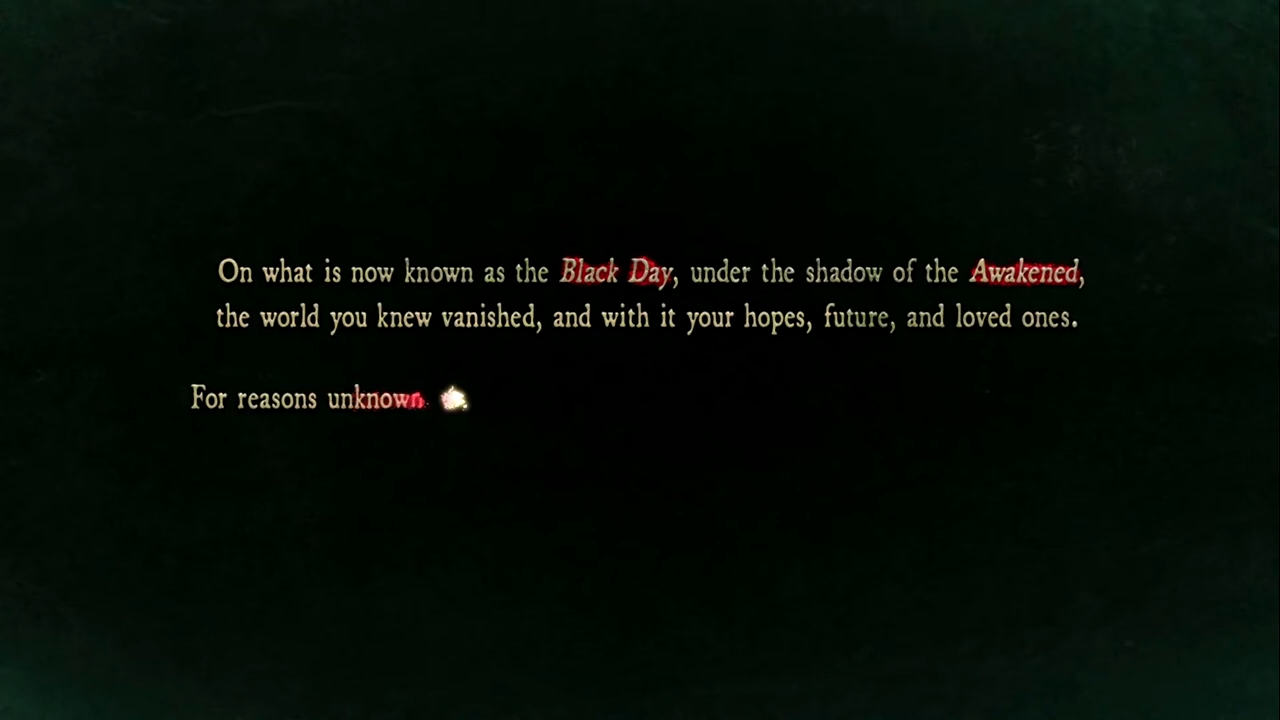 On what is now known as the Black Day, under the shadow of the Awakened,
the world you knew vanished, and with it your hopes, future, and loved ones.
For reasons unknown